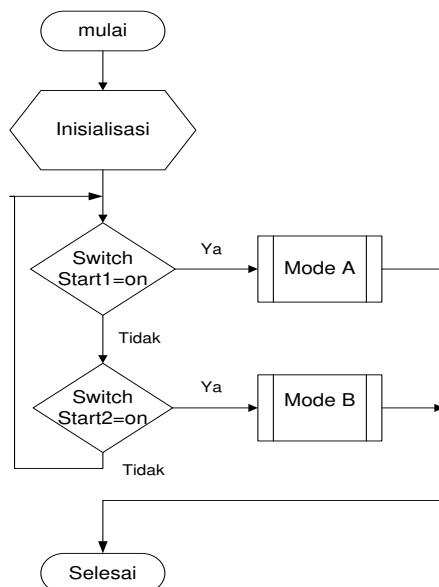 mulai
Inisialisasi
Switch
Start1=on
Ya
Mode A
Tidak
Switch
Start2=on
Ya
Mode B
Tidak
Selesai